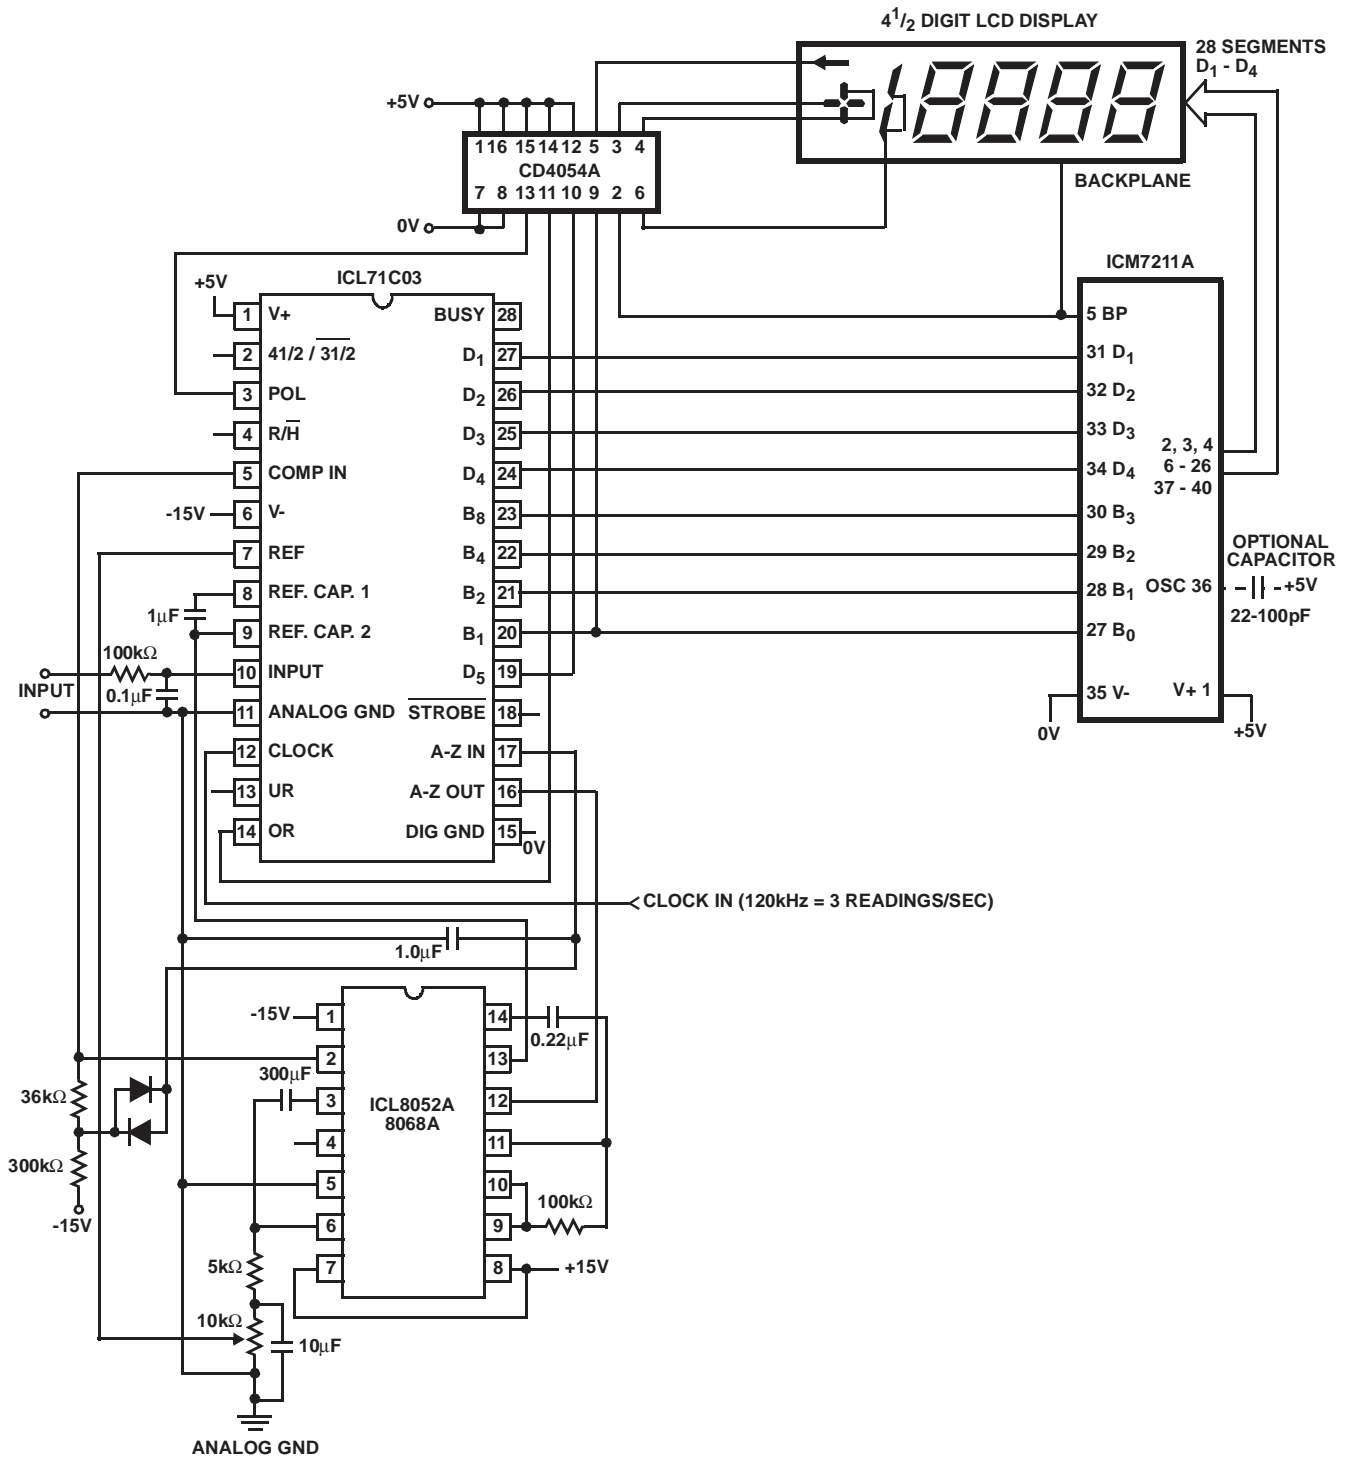 4 1/2 DIGIT LCD DISPLAY
28 SEGMENTS
D1 - D4
+5V
1 16 15 14 12 5 3 4
CD4054A
7 8 13 11 10 9 2 6
0V
BACKPLANE
ICL71C03
+5V
1 V+
BUSY 28
2 41/2 / 31/2
D1 27
3 POL
D2 26
4 R/H
D3 25
5 COMP IN
D4 24
-15V
6 V-
B8 23
7 REF
B4 22
8 REF. CAP. 1
B2 21
1μF
9 REF. CAP. 2
B1 20
100kΩ
10 INPUT
D5 19
INPUT
0.1μF
11 ANALOG GND
STROBE 18
12 CLOCK
A-Z IN 17
13 UR
A-Z OUT 16
14 OR
DIG GND 15
0V
ICM7211A
5 BP
31 D1
32 D2
33 D3
2, 3, 4
34 D4
6 - 26
37 - 40
30 B3
29 B2
OPTIONAL
CAPACITOR
28 B1
OSC 36
+5V
22-100pF
27 B0
35 V-
V+ 1
0V
+5V
CLOCK IN (120kHz = 3 READINGS/SEC)
1.0μF
-15V
1
14
0.22μF
2
13
300μF
36kΩ
3
ICL8052A
8068A
12
4
11
300kΩ
5
10
100kΩ
-15V
6
9
5kΩ
7
8
+15V
10kΩ
10μF
ANALOG GND